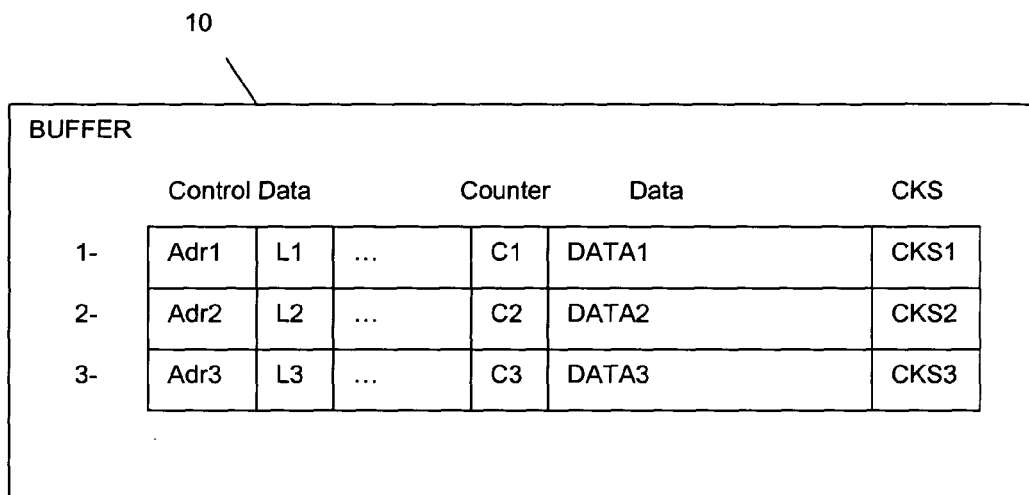 10
BUFFER
Control Data Counter Data CKS
1- Adr1 L1 ... C1 DATA1 CKS1
2- Adr2 L2 ... C2 DATA2 CKS2
3- Adr3 L3 ... C3 DATA3 CKS3